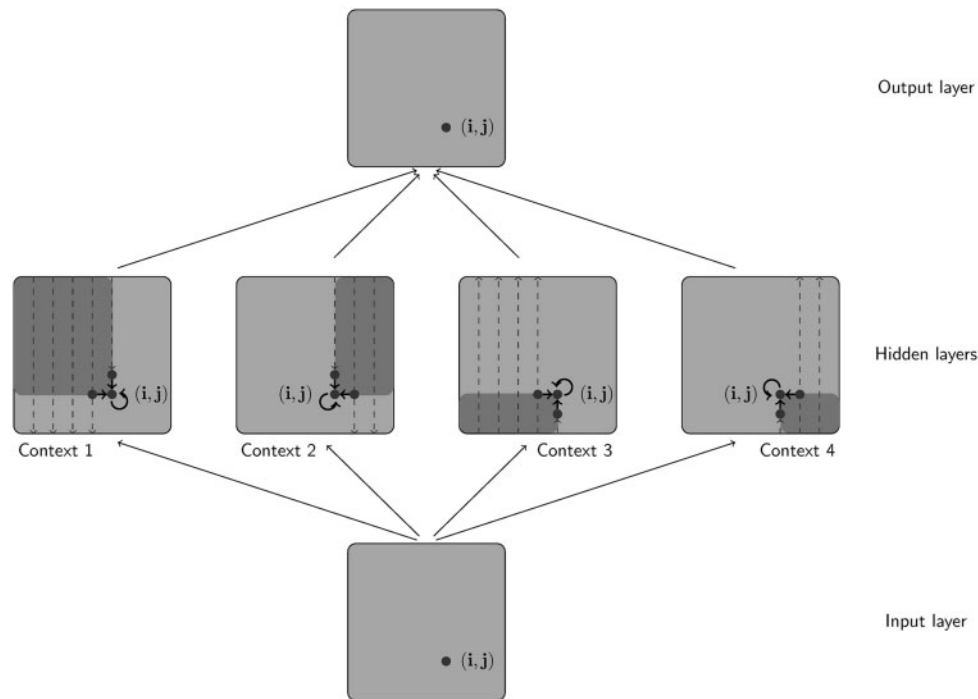 (i, j)
Output layer
(i, j)
(i, j)
(i, j)
(i, j)
Hidden layers
Context 1
Context 2
Context 3
Context 4
(i, j)
Input layer